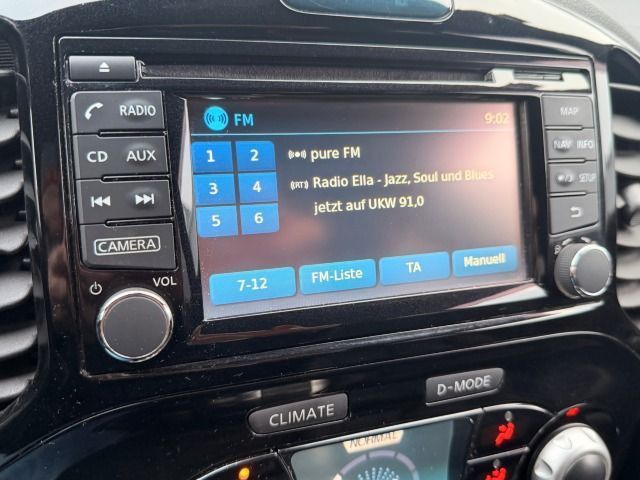 FM 9:02
1 2
3 4
5 6
pure FM
(RT) Radio Ella - Jazz, Soul und Blues
jetzt auf UKW 91,0
7-12 FM-Liste TA Manuell
RADIO
CD AUX
CAMERA
VOL
MAP
NAV INFO
SETUP
CLIMATE
D-MODE
NORMAL